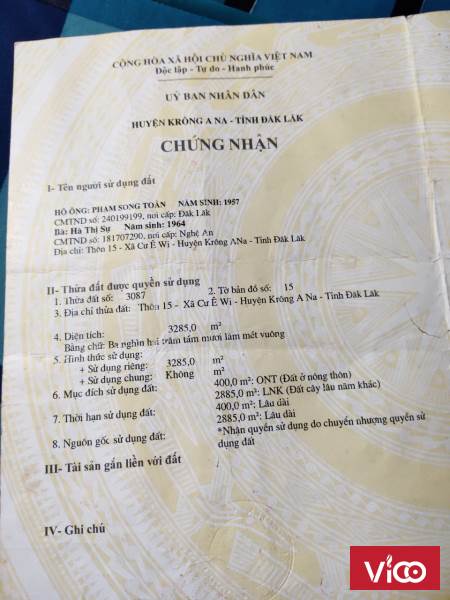 CỘNG HÒA XÃ HỘI CHỦ NGHĨA VIỆT NAM
Độc lập - Tự do - Hạnh phúc
UỶ BAN NHÂN DÂN
HUYỆN KRÔNG A NA - TỈNH ĐĂK LĂK
CHỨNG NHẬN
I- Tên người sử dụng đất
HỘ ÔNG: PHAM SONG TOÀN NĂM SINH: 1957
CMTND số: 240199199, nơi cấp: Đăk Lăk
Bà: Hà Thị Sự Năm sinh: 1964
CMTND số: 181707290, nơi cấp: Nghệ An
Địa chỉ: Thôn 15 - Xã Cư Ê Wi - Huyện Krông ANa - Tỉnh Đăk Lăk
II- Thửa đất được quyền sử dụng
1. Thửa đất số: 3087 2. Tờ bản đồ số: 15
3. Địa chỉ thửa đất: Thôn 15 - Xã Cư Ê Wi - Huyện Krông A Na - Tỉnh Đăk Lăk
4. Diện tích: 3285,0 m²
Bằng chữ: Ba nghìn hai trăm tám mươi lăm mét vuông
5. Hình thức sử dụng:
+ Sử dụng riêng: 3285,0 m²
+ Sử dụng chung: Không m²
6. Mục đích sử dụng đất: 400,0 m²: ONT (Đất ở nông thôn)
2885,0 m²: LNK (Đất cây lâu năm khác)
7. Thời hạn sử dụng đất: 400,0 m²: Lâu dài
2885,0 m²: Lâu dài
8. Nguồn gốc sử dụng đất: *Nhận quyền sử dụng do chuyển nhượng quyền sử
dụng đất
III- Tài sản gắn liền với đất
IV- Ghi chú
VICO